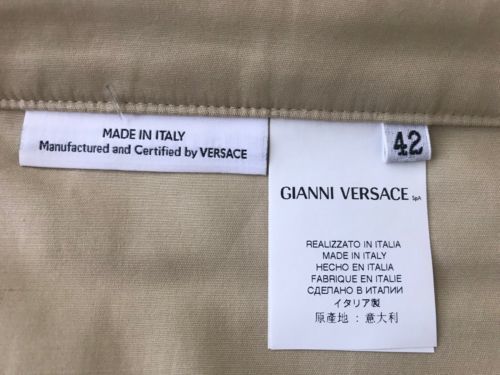 MADE IN ITALY
Manufactured and Certified by VERSACE
42
GIANNI VERSACE SpA
REALIZZATO IN ITALIA
MADE IN ITALY
HECHO EN ITALIA
FABRIQUE EN ITALIE
СДЕЛАНО В ИТАЛИИ
イタリア製
原產地：意大利